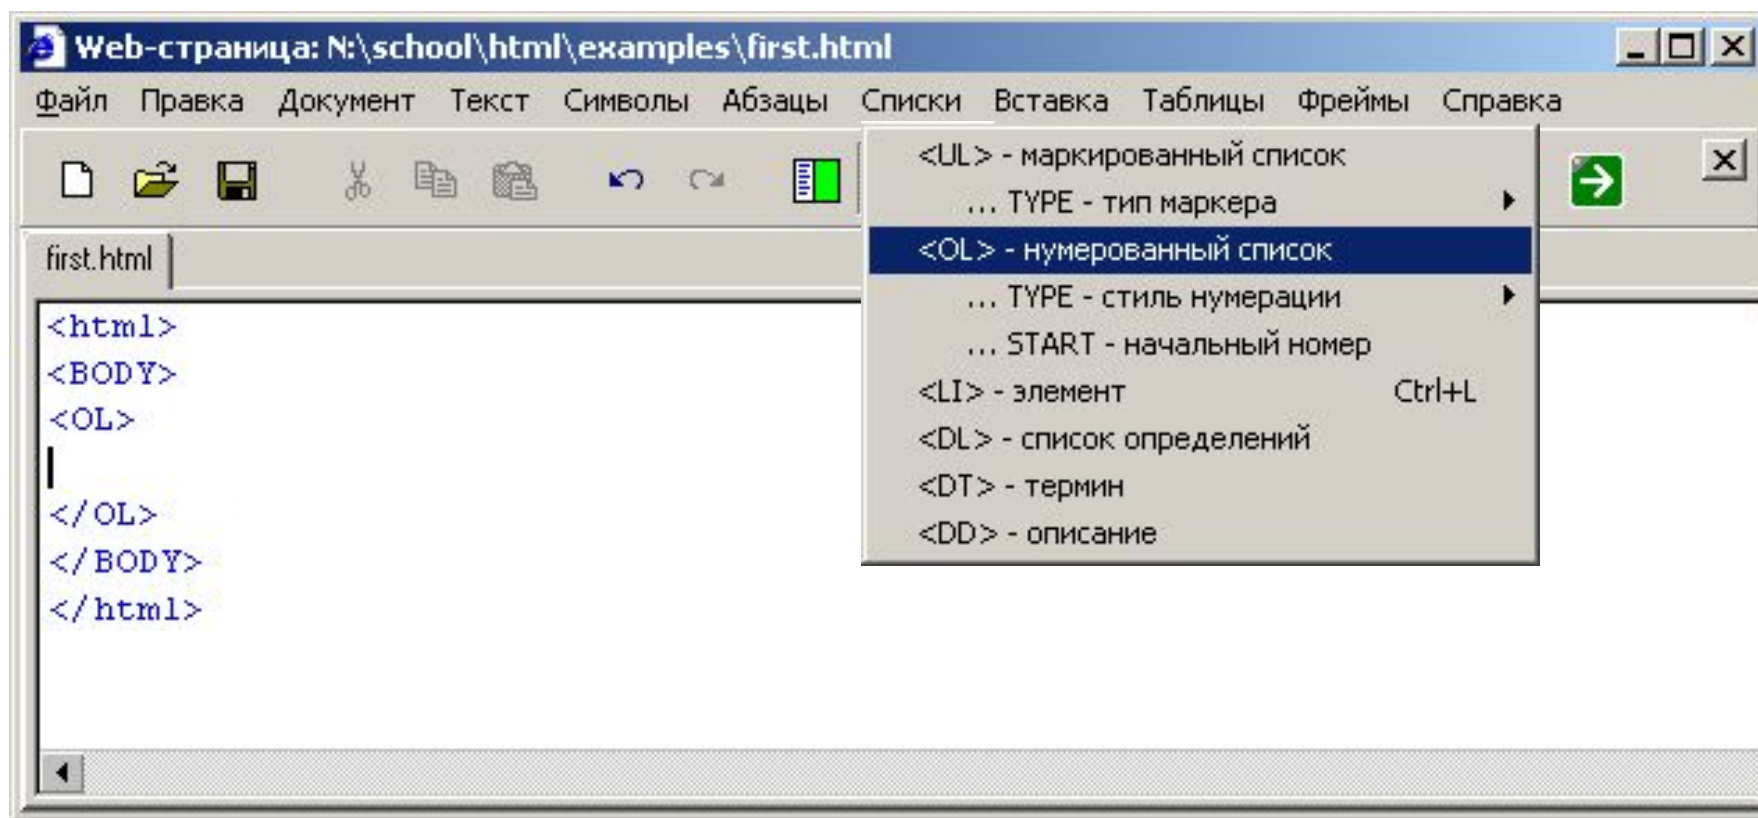 Web-страница: N:\school\html\examples\first.html
Файл Правка Документ Текст Символы Абзацы Списки Вставка Таблицы Фреймы Справка
<UL> - маркированный список
... TYPE - тип маркера
<OL> - нумерованный список
... TYPE - стиль нумерации
... START - начальный номер
<LI> - элемент Ctrl+L
<DL> - список определений
<DT> - термин
<DD> - описание
first.html
<html>
<BODY>
<OL>
</OL>
</BODY>
</html>